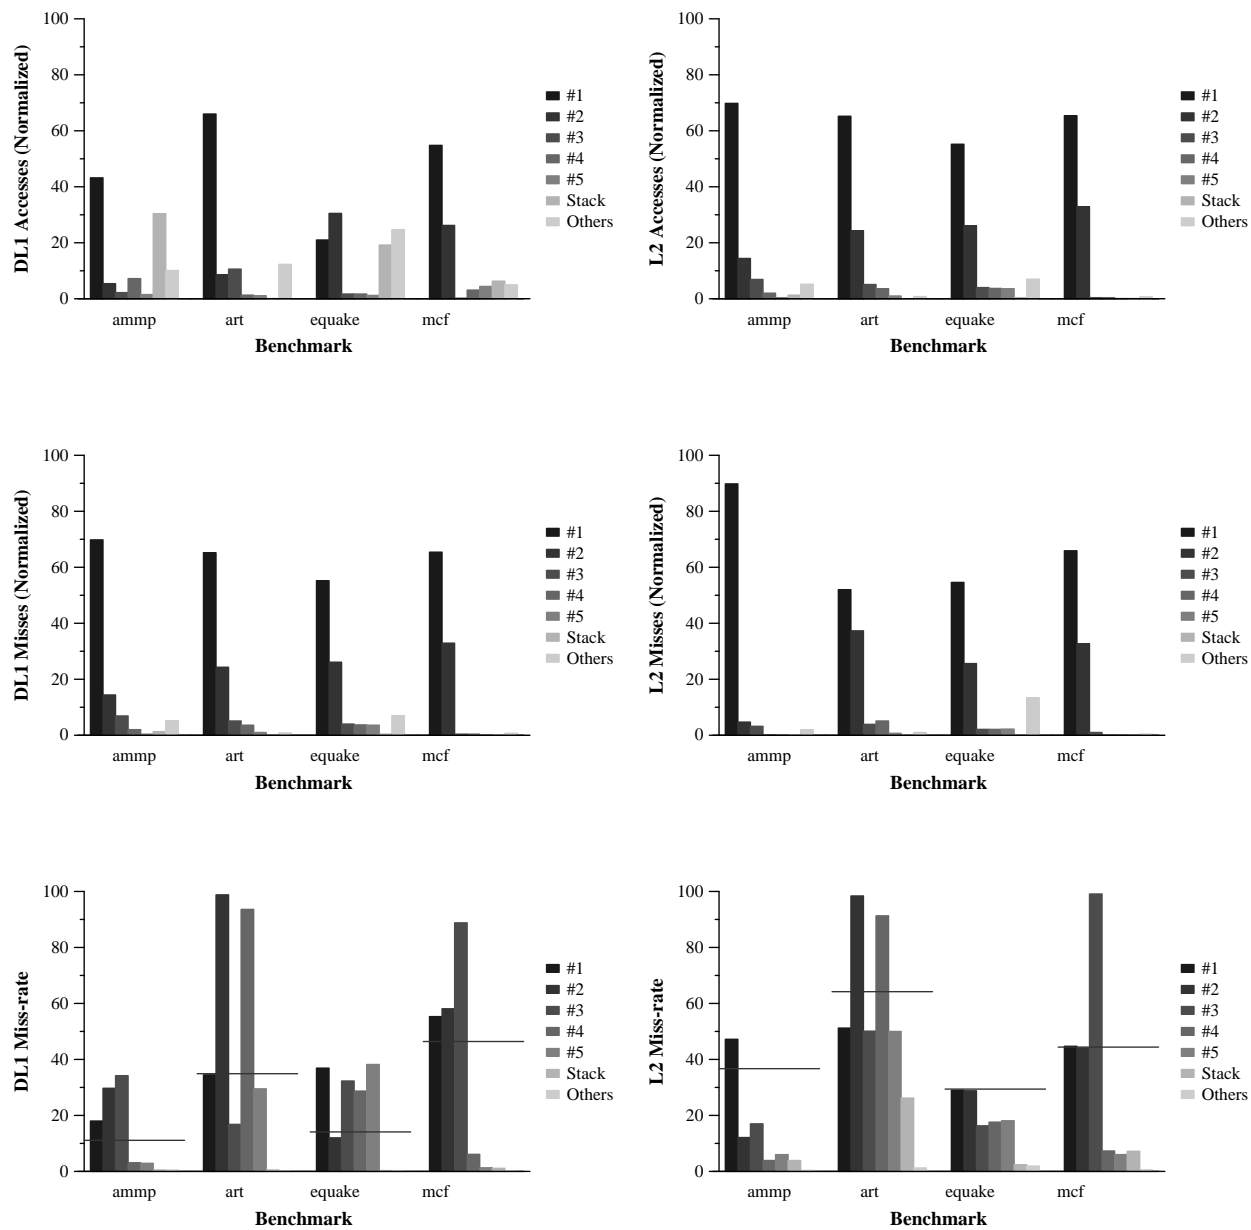 DL1 Accesses (Normalized)
100
80
60
40
20
0
ammp art equake mcf
Benchmark
#1
#2
#3
#4
#5
Stack
Others
L2 Accesses (Normalized)
100
80
60
40
20
0
ammp art equake mcf
Benchmark
#1
#2
#3
#4
#5
Stack
Others
DL1 Misses (Normalized)
100
80
60
40
20
0
ammp art equake mcf
Benchmark
#1
#2
#3
#4
#5
Stack
Others
L2 Misses (Normalized)
100
80
60
40
20
0
ammp art equake mcf
Benchmark
#1
#2
#3
#4
#5
Stack
Others
DL1 Miss-rate
100
80
60
40
20
0
ammp art equake mcf
Benchmark
#1
#2
#3
#4
#5
Stack
Others
L2 Miss-rate
100
80
60
40
20
0
ammp art equake mcf
Benchmark
#1
#2
#3
#4
#5
Stack
Others